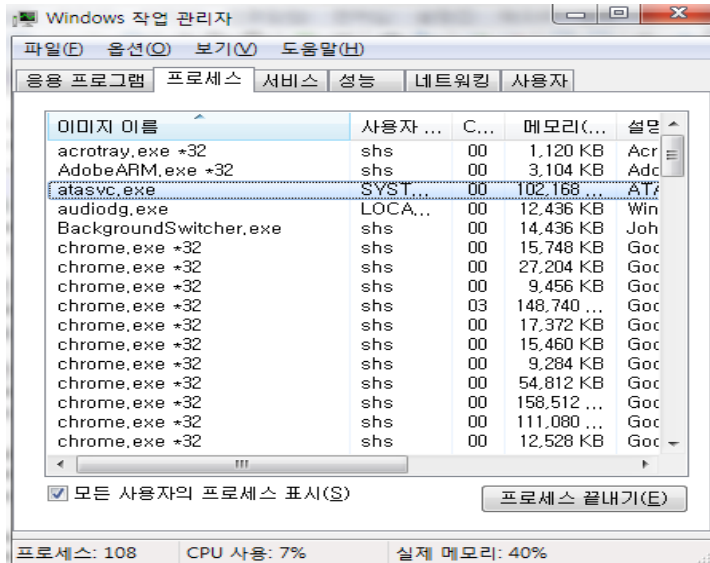 Windows 작업 관리자
파일(F) 옵션(O) 보기(V) 도움말(H)
응용 프로그램 프로세스 서비스 성능 네트워킹 사용자
이미지 이름 사용자 ... C... 메모리(... 설명
acrotray.exe *32 shs 00 1,120 KB Acr
AdobeARM.exe *32 shs 00 3,104 KB Adc
atasvc.exe SYST... 00 102,168 ... ATA
audiodg.exe LOCA... 00 12,436 KB Win
BackgroundSwitcher.exe shs 00 14,436 KB Joh
chrome.exe *32 shs 00 15,748 KB Goc
chrome.exe *32 shs 00 27,204 KB Goc
chrome.exe *32 shs 00 9,456 KB Goc
chrome.exe *32 shs 03 148,740 ... Goc
chrome.exe *32 shs 00 17,372 KB Goc
chrome.exe *32 shs 00 15,460 KB Goc
chrome.exe *32 shs 00 9,284 KB Goc
chrome.exe *32 shs 00 54,812 KB Goc
chrome.exe *32 shs 00 158,512 ... Goc
chrome.exe *32 shs 00 111,080 ... Goc
chrome.exe *32 shs 00 12,528 KB Goc
모든 사용자의 프로세스 표시(S) 프로세스 끝내기(E)
프로세스: 108 CPU 사용: 7% 실제 메모리: 40%